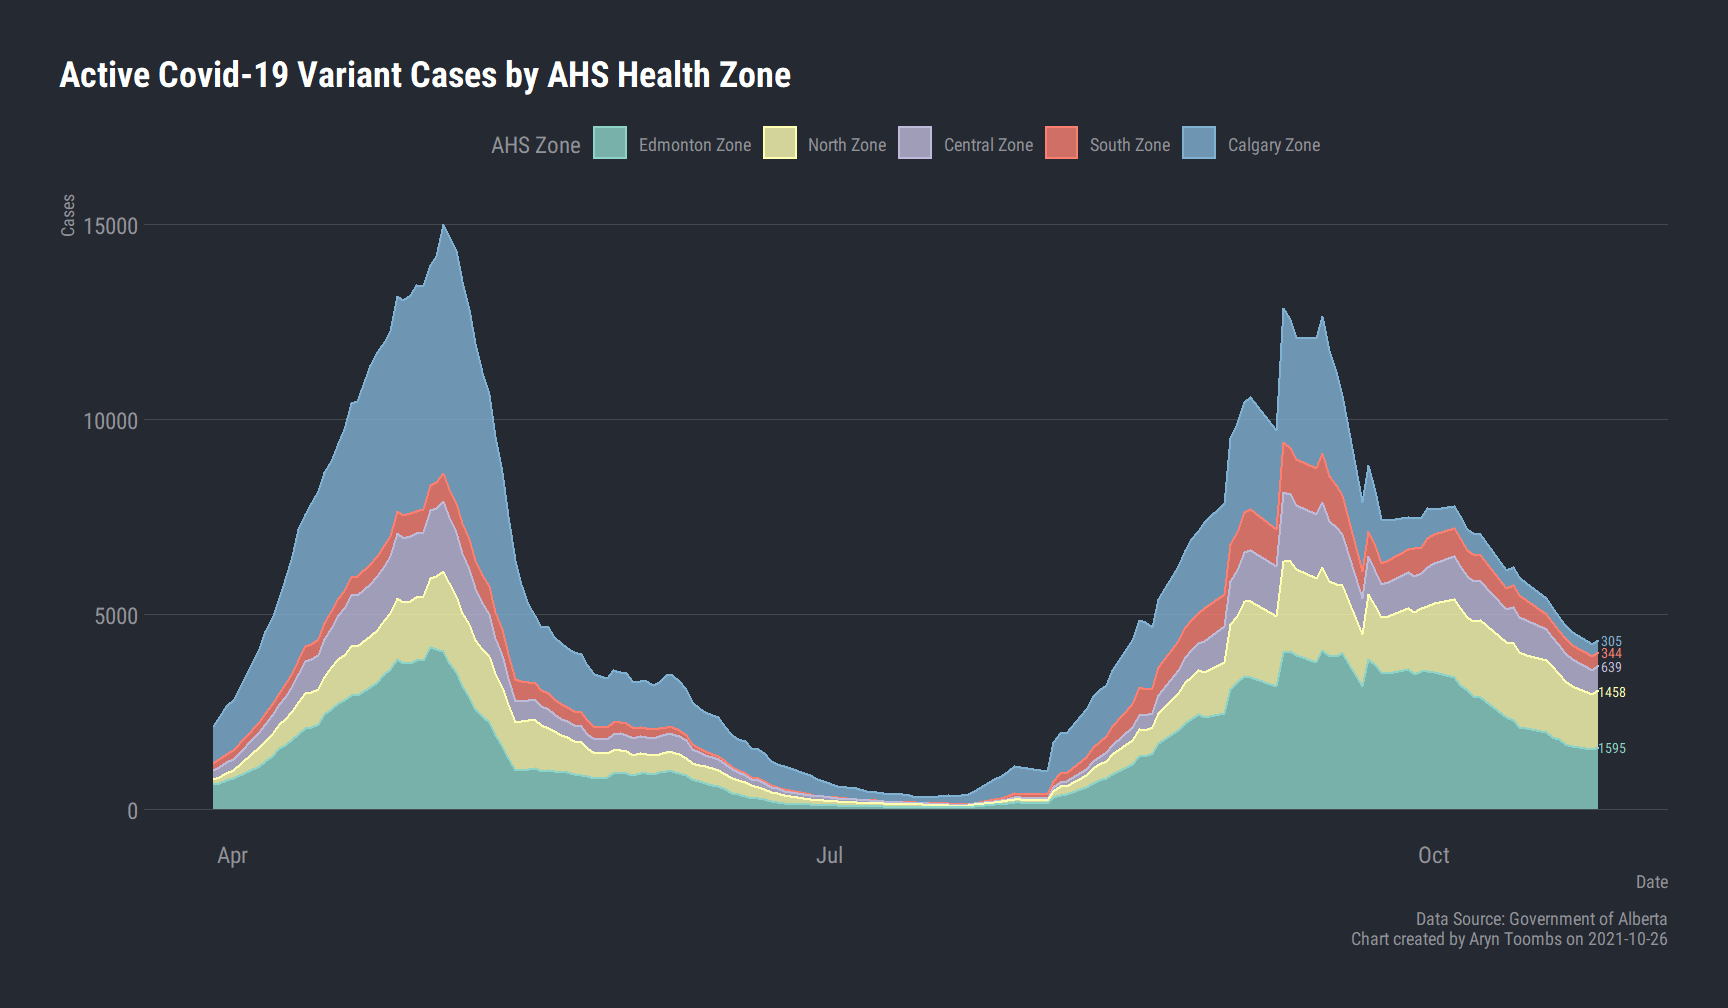 Active Covid-19 Variant Cases by AHS Health Zone
AHS Zone Edmonton Zone North Zone Central Zone South Zone Calgary Zone
Cases
15000
10000
5000
0
305
344
639
1458
1595
Apr Jul Oct
Date
Data Source: Government of Alberta
Chart created by Aryn Toombs on 2021-10-26